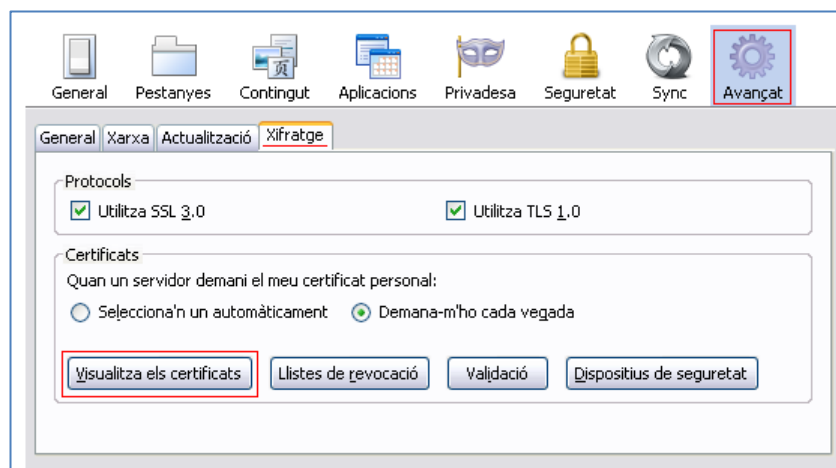 General Pestanyes Contingut Aplicacions Privadesa Seguretat Sync Avançat
General Xarxa Actualització Xifratge
Protocols
Utilitza SSL 3.0 Utilitza TLS 1.0
Certificats
Quan un servidor demani el meu certificat personal:
Selecciona'n un automàticament Demana-m'ho cada vegada
Visualitza els certificats Llistes de revocació Validació Dispositius de seguretat